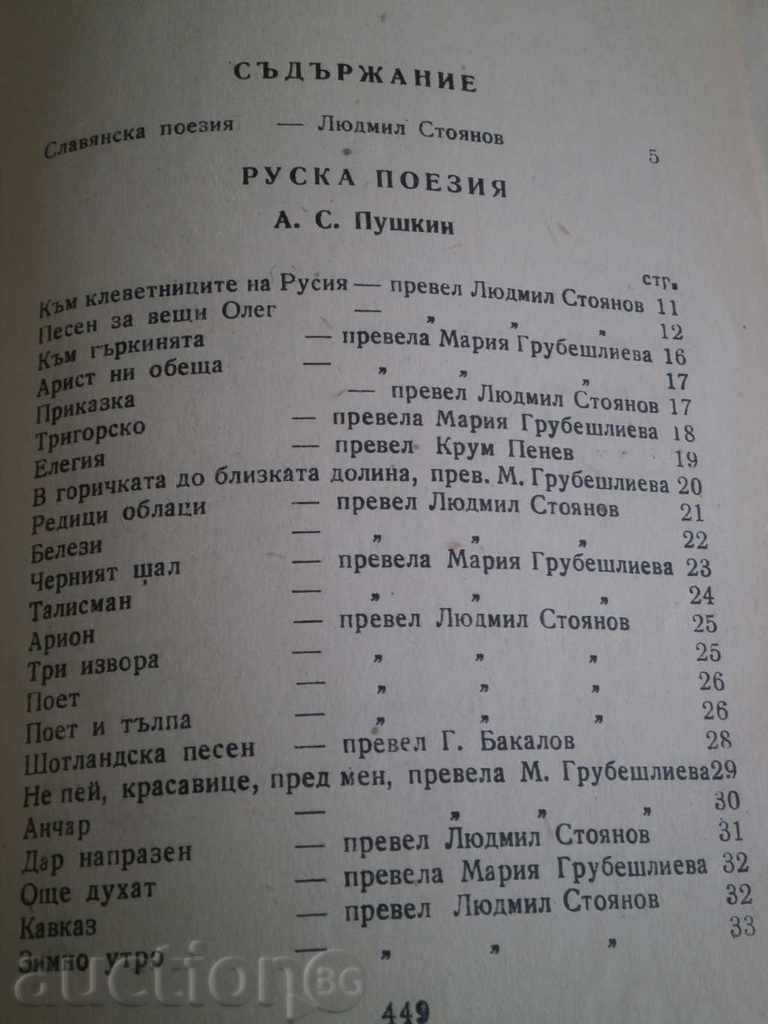 СЪДЪРЖАНИЕ
Славянска поезия — Людмил Стоянов 5
РУСКА ПОЕЗИЯ
А. С. Пушкин
стр.
Към клеветниците на Русия — превел Людмил Стоянов 11
Песен за вещи Олег — „ „ „ 12
Към гъркинята — превела Мария Грубешлиева 16
Арист ни обеща — „ „ „ 17
Приказка — превел Людмил Стоянов 17
Тригорско — превела Мария Грубешлиева 18
Елегия — превел Крум Пенев 19
В горичката до близката долина, прев. М. Грубешлиева 20
Редици облаци — превел Людмил Стоянов 21
Белези — „ „ „ 22
Черният шал — превела Мария Грубешлиева 23
Талисман — „ „ „ 24
Арион — превел Людмил Стоянов 25
Три извора — „ „ „ 25
Поет — „ „ „ 26
Поет и тълпа — „ „ „ 26
Шотландска песен — превел Г. Бакалов 28
Не пей, красавице, пред мен, превела М. Грубешлиева 29
Анчар — „ „ „ 30
Дар напразен — превел Людмил Стоянов 31
Още духат — превела Мария Грубешлиева 32
Кавказ — превел Людмил Стоянов 32
Зимно утро — „ „ „ 33
auction BG
449